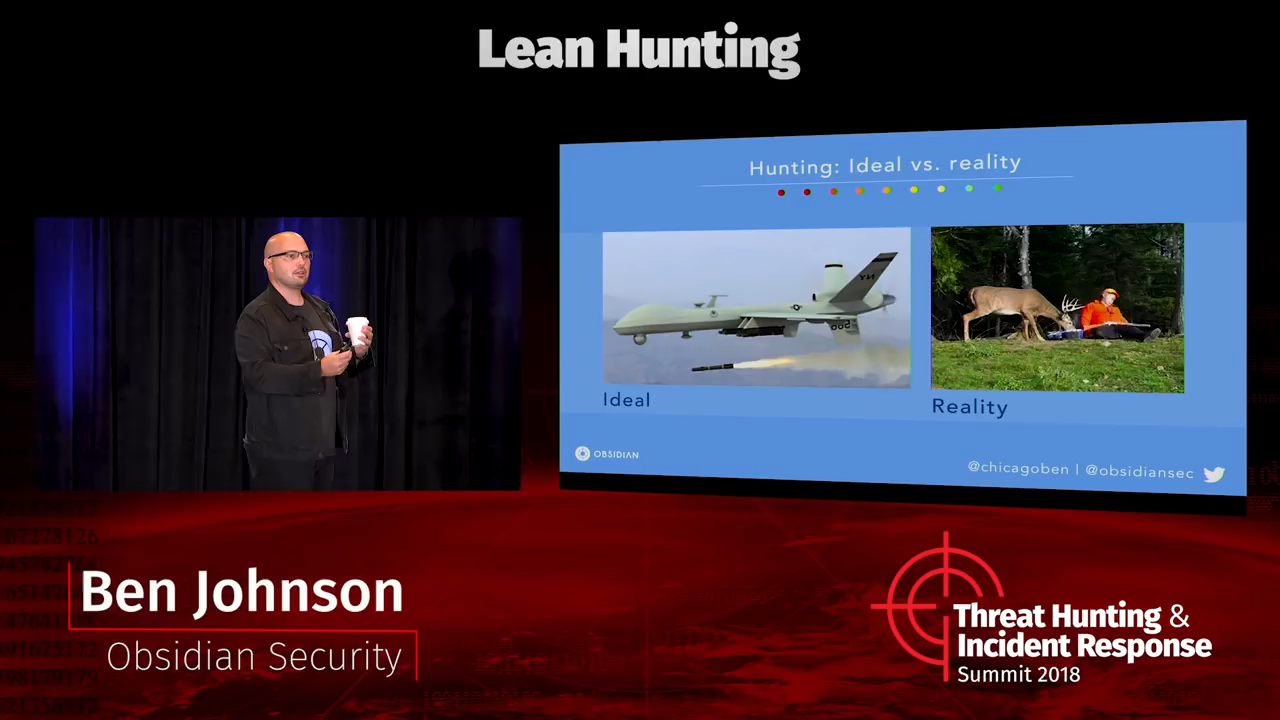 Lean Hunting
Hunting: Ideal vs. reality
Ideal
Reality
OBSIDIAN
@chicagoben | @obsidiansec
Ben Johnson
Obsidian Security
Threat Hunting &
Incident Response
Summit 2018